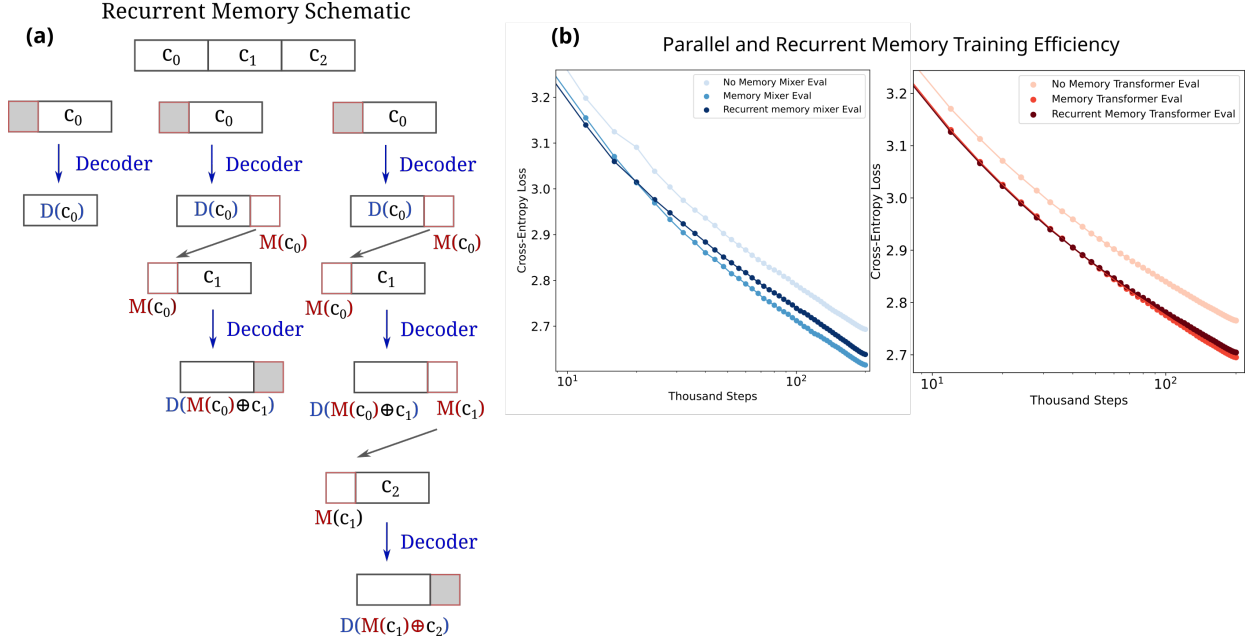 Recurrent Memory Schematic
(a)
c₀ c₁ c₂
c₀ c₀ c₀
Decoder Decoder Decoder
D(c₀) D(c₀) D(c₀)
M(c₀) M(c₀)
c₁ c₁
M(c₀) M(c₀)
Decoder Decoder
D(M(c₀)⊕c₁) D(M(c₀)⊕c₁) M(c₁)
c₂
M(c₁)
Decoder
D(M(c₁)⊕c₂)
(b)
Parallel and Recurrent Memory Training Efficiency
No Memory Mixer Eval
Memory Mixer Eval
Recurrent memory mixer Eval
Cross-Entropy Loss
3.2
3.1
3.0
2.9
2.8
2.7
10¹ 10²
Thousand Steps
No Memory Transformer Eval
Memory Transformer Eval
Recurrent Memory Transformer Eval
Cross-Entropy Loss
3.2
3.1
3.0
2.9
2.8
2.7
10¹ 10²
Thousand Steps